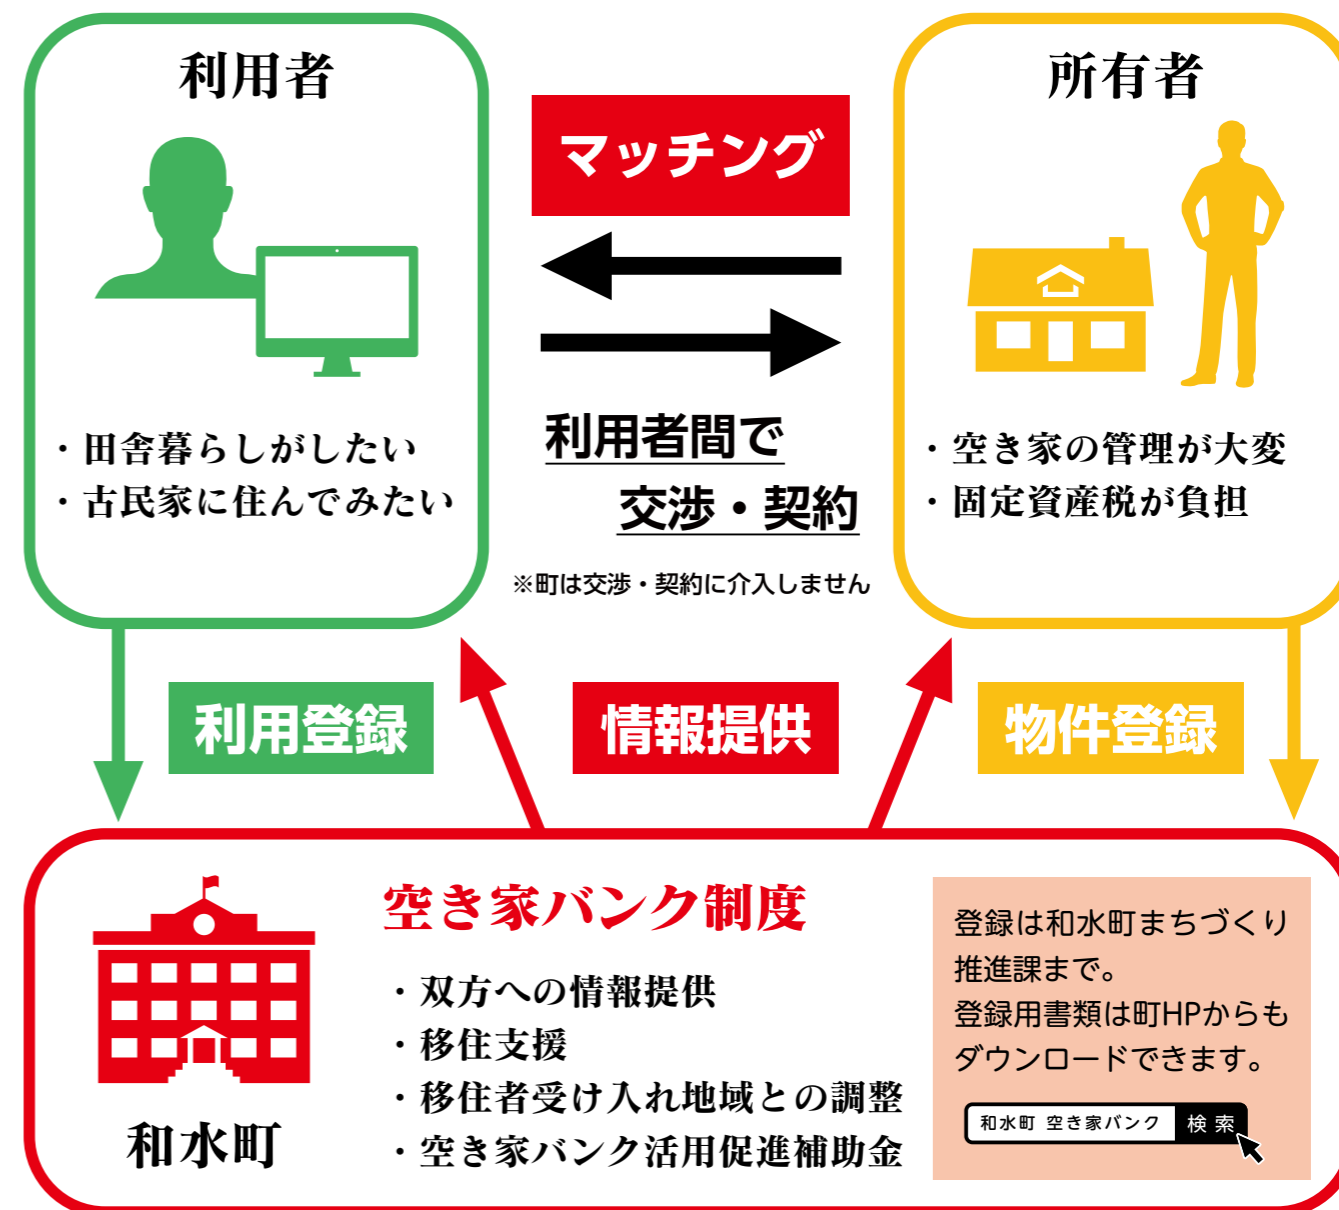 利用者
・田舎暮らしがしたい
・古民家に住んでみたい
マッチング
利用者間で
交渉・契約
※町は交渉・契約に介入しません
所有者
・空き家の管理が大変
・固定資産税が負担
利用登録
情報提供
物件登録
和水町
空き家バンク制度
・双方への情報提供
・移住支援
・移住者受け入れ地域との調整
・空き家バンク活用促進補助金
登録は和水町まちづくり
推進課まで。
登録用書類は町HPからも
ダウンロードできます。
和水町 空き家バンク 検索